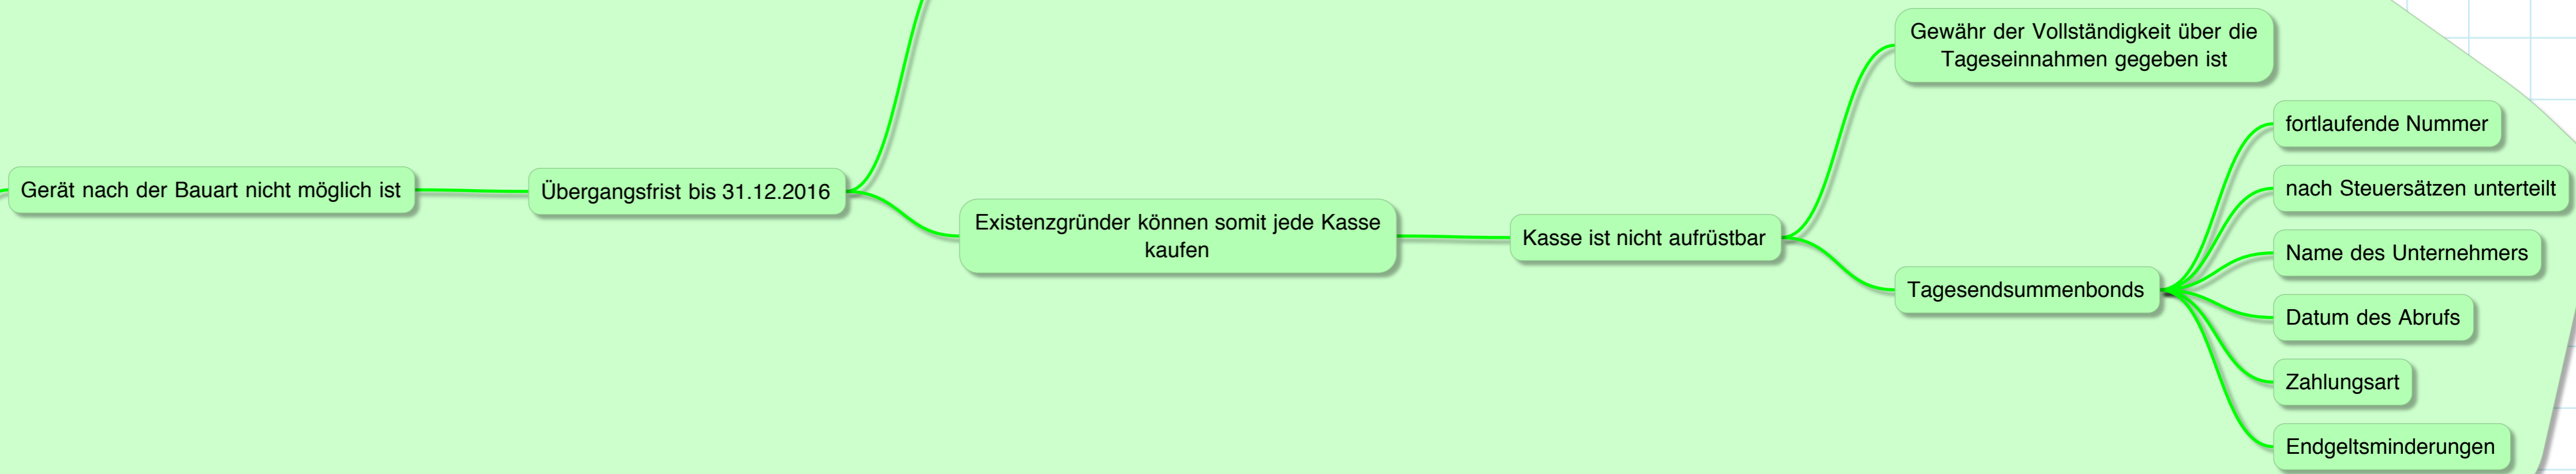 Gerät nach der Bauart nicht möglich ist
Übergangsfrist bis 31.12.2016
Existenzgründer können somit jede Kasse
kaufen
Kasse ist nicht aufrüstbar
Gewähr der Vollständigkeit über die
Tageseinnahmen gegeben ist
Tagesendsummenbonds
fortlaufende Nummer
nach Steuersätzen unterteilt
Name des Unternehmers
Datum des Abrufs
Zahlungsart
Endgeltsminderungen